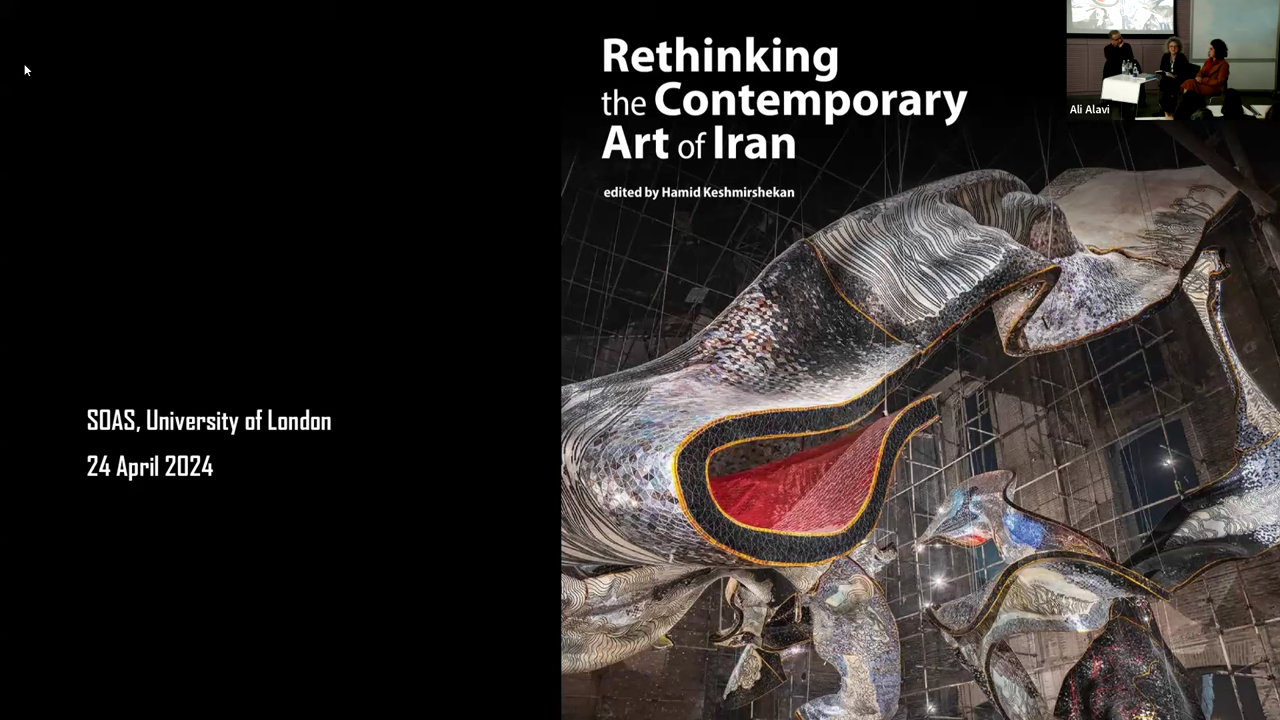 Rethinking
the Contemporary
Art of Iran
edited by Hamid Keshmirshekan
Ali Alavi
SOAS, University of London
24 April 2024